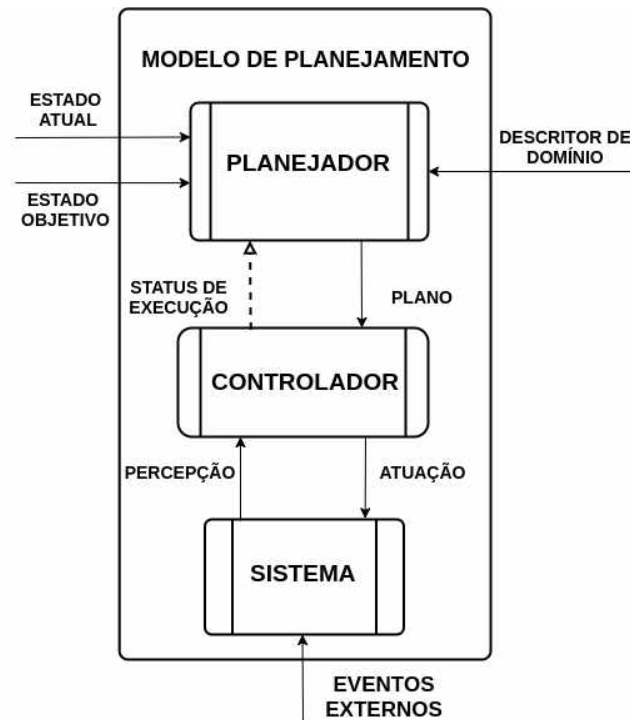 MODELO DE PLANEJAMENTO
ESTADO
ATUAL
PLANEJADOR
DESCRITOR DE
DOMÍNIO
ESTADO
OBJETIVO
STATUS DE
EXECUÇÃO
PLANO
CONTROLADOR
PERCEPÇÃO
ATUAÇÃO
SISTEMA
EVENTOS
EXTERNOS